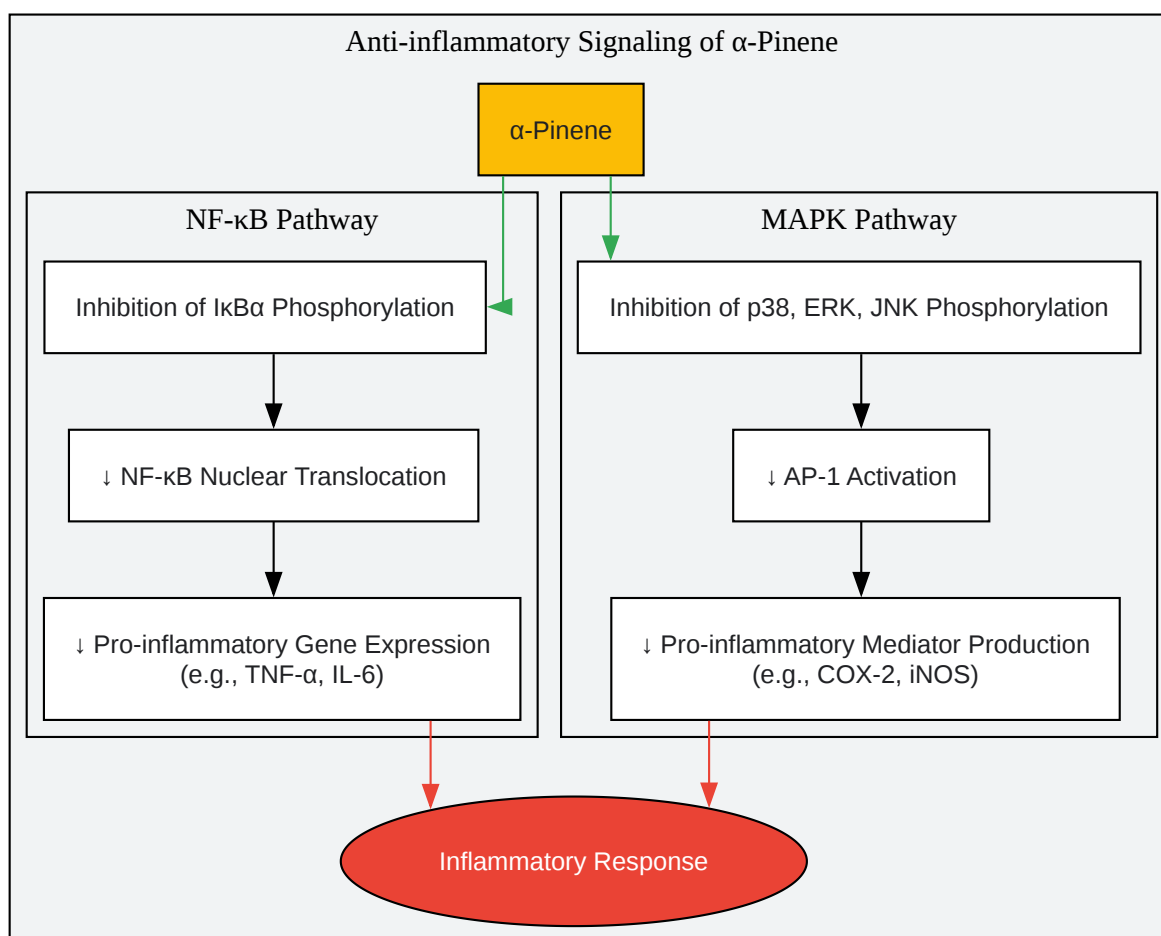 Anti-inflammatory Signaling of α-Pinene
α-Pinene
NF-κB Pathway
Inhibition of IκBα Phosphorylation
↓ NF-κB Nuclear Translocation
↓ Pro-inflammatory Gene Expression
(e.g., TNF-α, IL-6)
MAPK Pathway
Inhibition of p38, ERK, JNK Phosphorylation
↓ AP-1 Activation
↓ Pro-inflammatory Mediator Production
(e.g., COX-2, iNOS)
Inflammatory Response